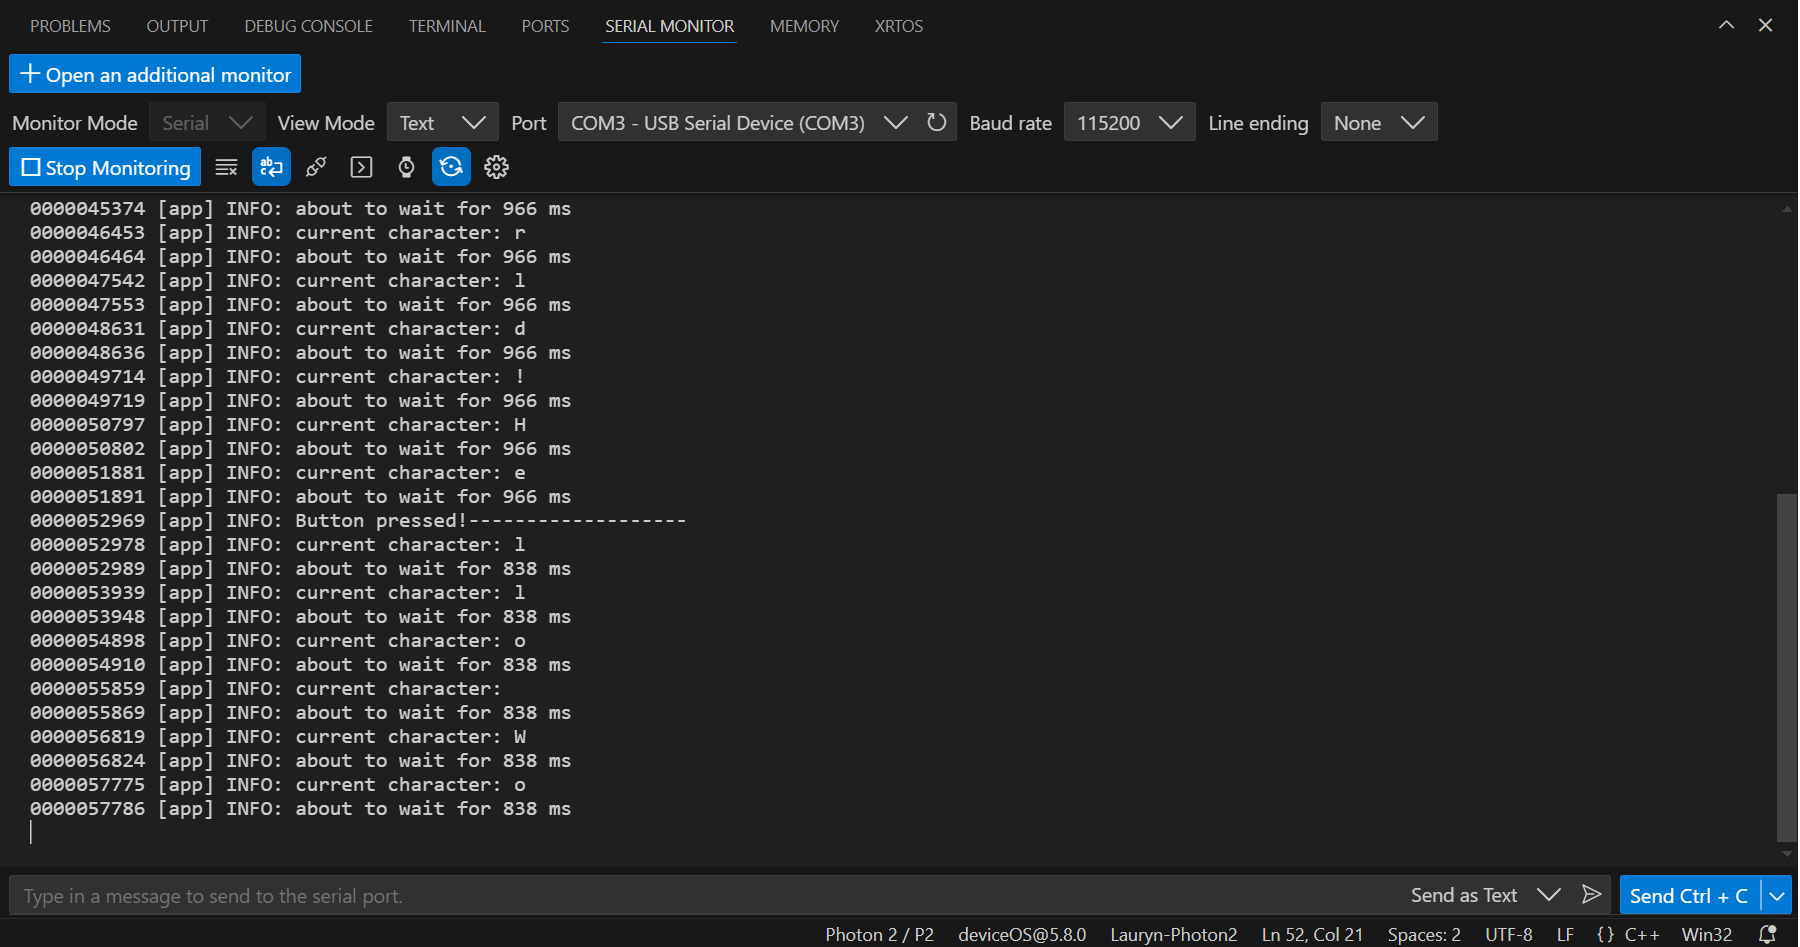 PROBLEMS OUTPUT DEBUG CONSOLE TERMINAL PORTS SERIAL MONITOR MEMORY XRTOS
Open an additional monitor
Monitor Mode Serial View Mode Text Port COM3 - USB Serial Device (COM3) Baud rate 115200 Line ending None
Stop Monitoring
0000045374 [app] INFO: about to wait for 966 ms
0000046453 [app] INFO: current character: r
0000046464 [app] INFO: about to wait for 966 ms
0000047542 [app] INFO: current character: l
0000047553 [app] INFO: about to wait for 966 ms
0000048631 [app] INFO: current character: d
0000048636 [app] INFO: about to wait for 966 ms
0000049714 [app] INFO: current character: !
0000049719 [app] INFO: about to wait for 966 ms
0000050797 [app] INFO: current character: H
0000050802 [app] INFO: about to wait for 966 ms
0000051881 [app] INFO: current character: e
0000051891 [app] INFO: about to wait for 966 ms
0000052969 [app] INFO: Button pressed!-------------------
0000052978 [app] INFO: current character: l
0000052989 [app] INFO: about to wait for 838 ms
0000053939 [app] INFO: current character: l
0000053948 [app] INFO: about to wait for 838 ms
0000054898 [app] INFO: current character: o
0000054910 [app] INFO: about to wait for 838 ms
0000055859 [app] INFO: current character:
0000055869 [app] INFO: about to wait for 838 ms
0000056819 [app] INFO: current character: W
0000056824 [app] INFO: about to wait for 838 ms
0000057775 [app] INFO: current character: o
0000057786 [app] INFO: about to wait for 838 ms
Type in a message to send to the serial port. Send as Text Send Ctrl + C
Photon 2 / P2 deviceOS@5.8.0 Lauryn-Photon2 Ln 52, Col 21 Spaces: 2 UTF-8 LF {} C++ Win32